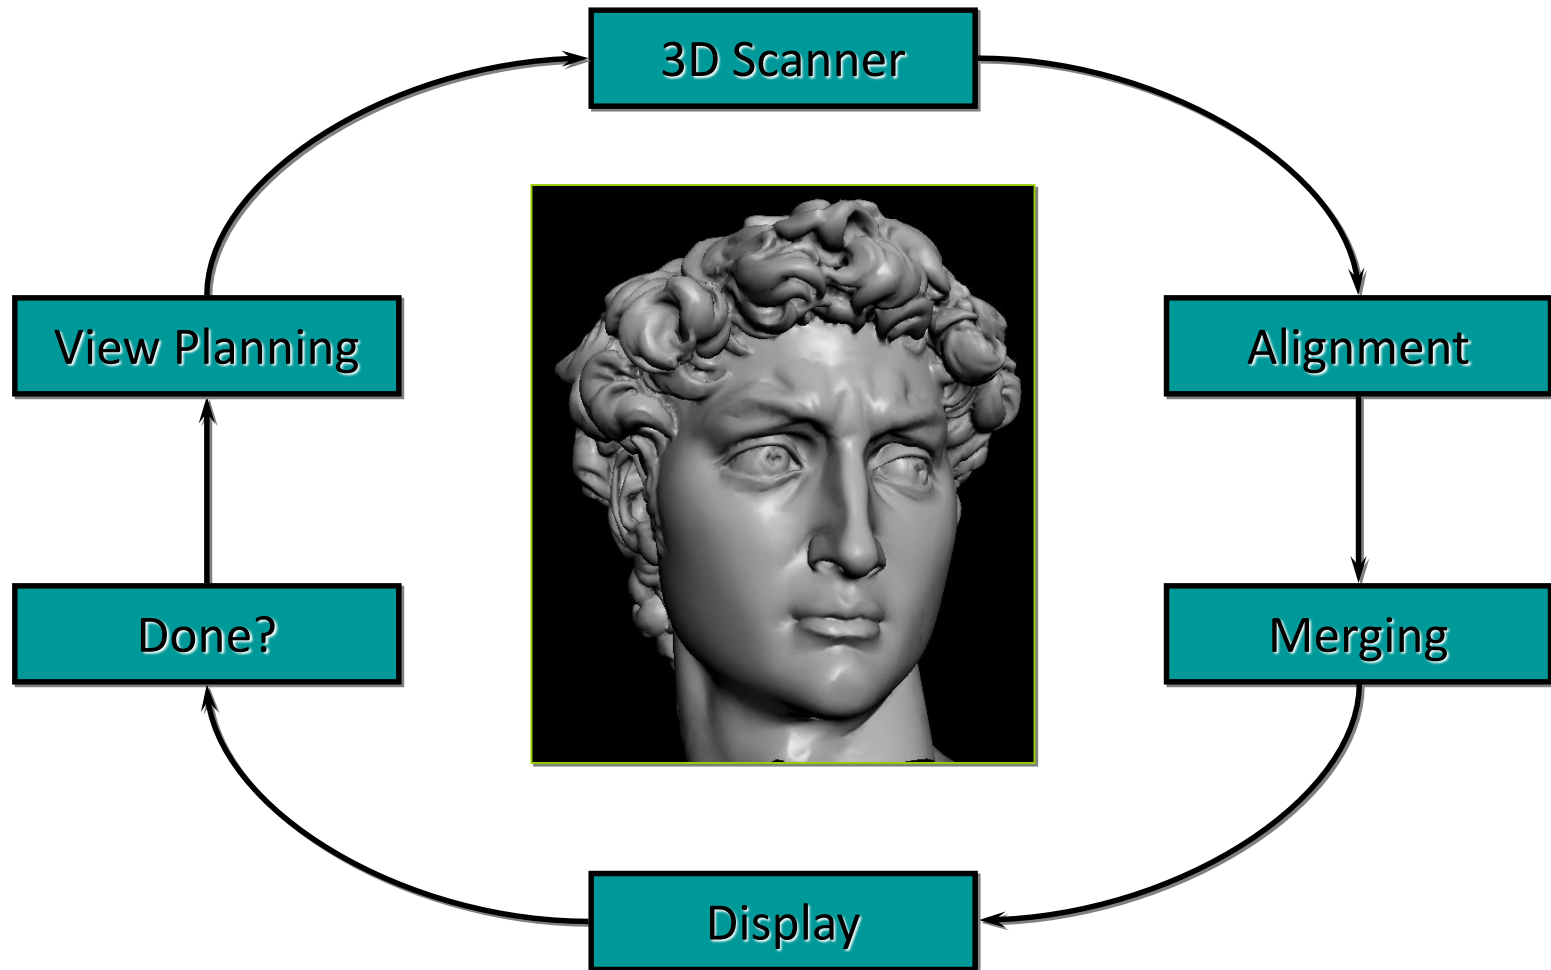 3D Scanner
View Planning
Alignment
Done?
Merging
Display